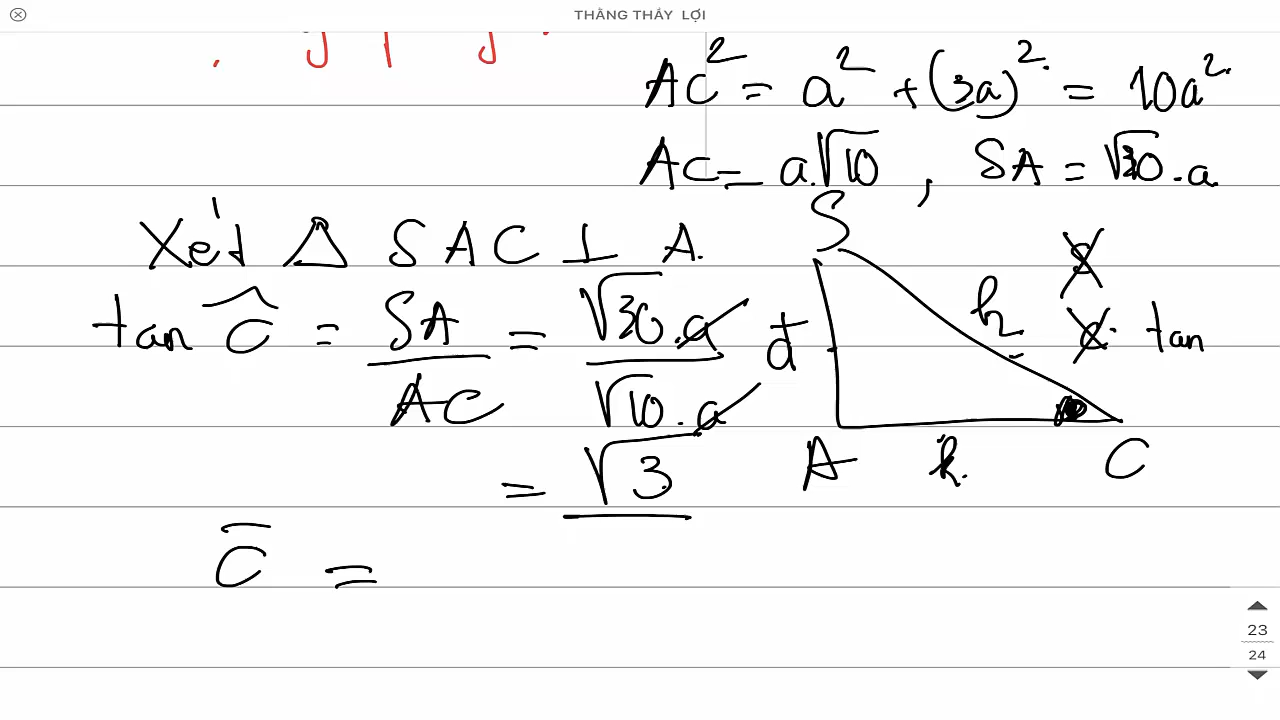 THẰNG THẦY LỢI
AC² = a² + (3a)². = 10a².
AC = a.√10 , SA = √30.a
Xét Δ SAC ⊥ A.
tan Ĉ = SA/AC = √30.a/√10.a
= √3
C̅ =
S
đ
h
s
c. tan
A
k.
C
23
24